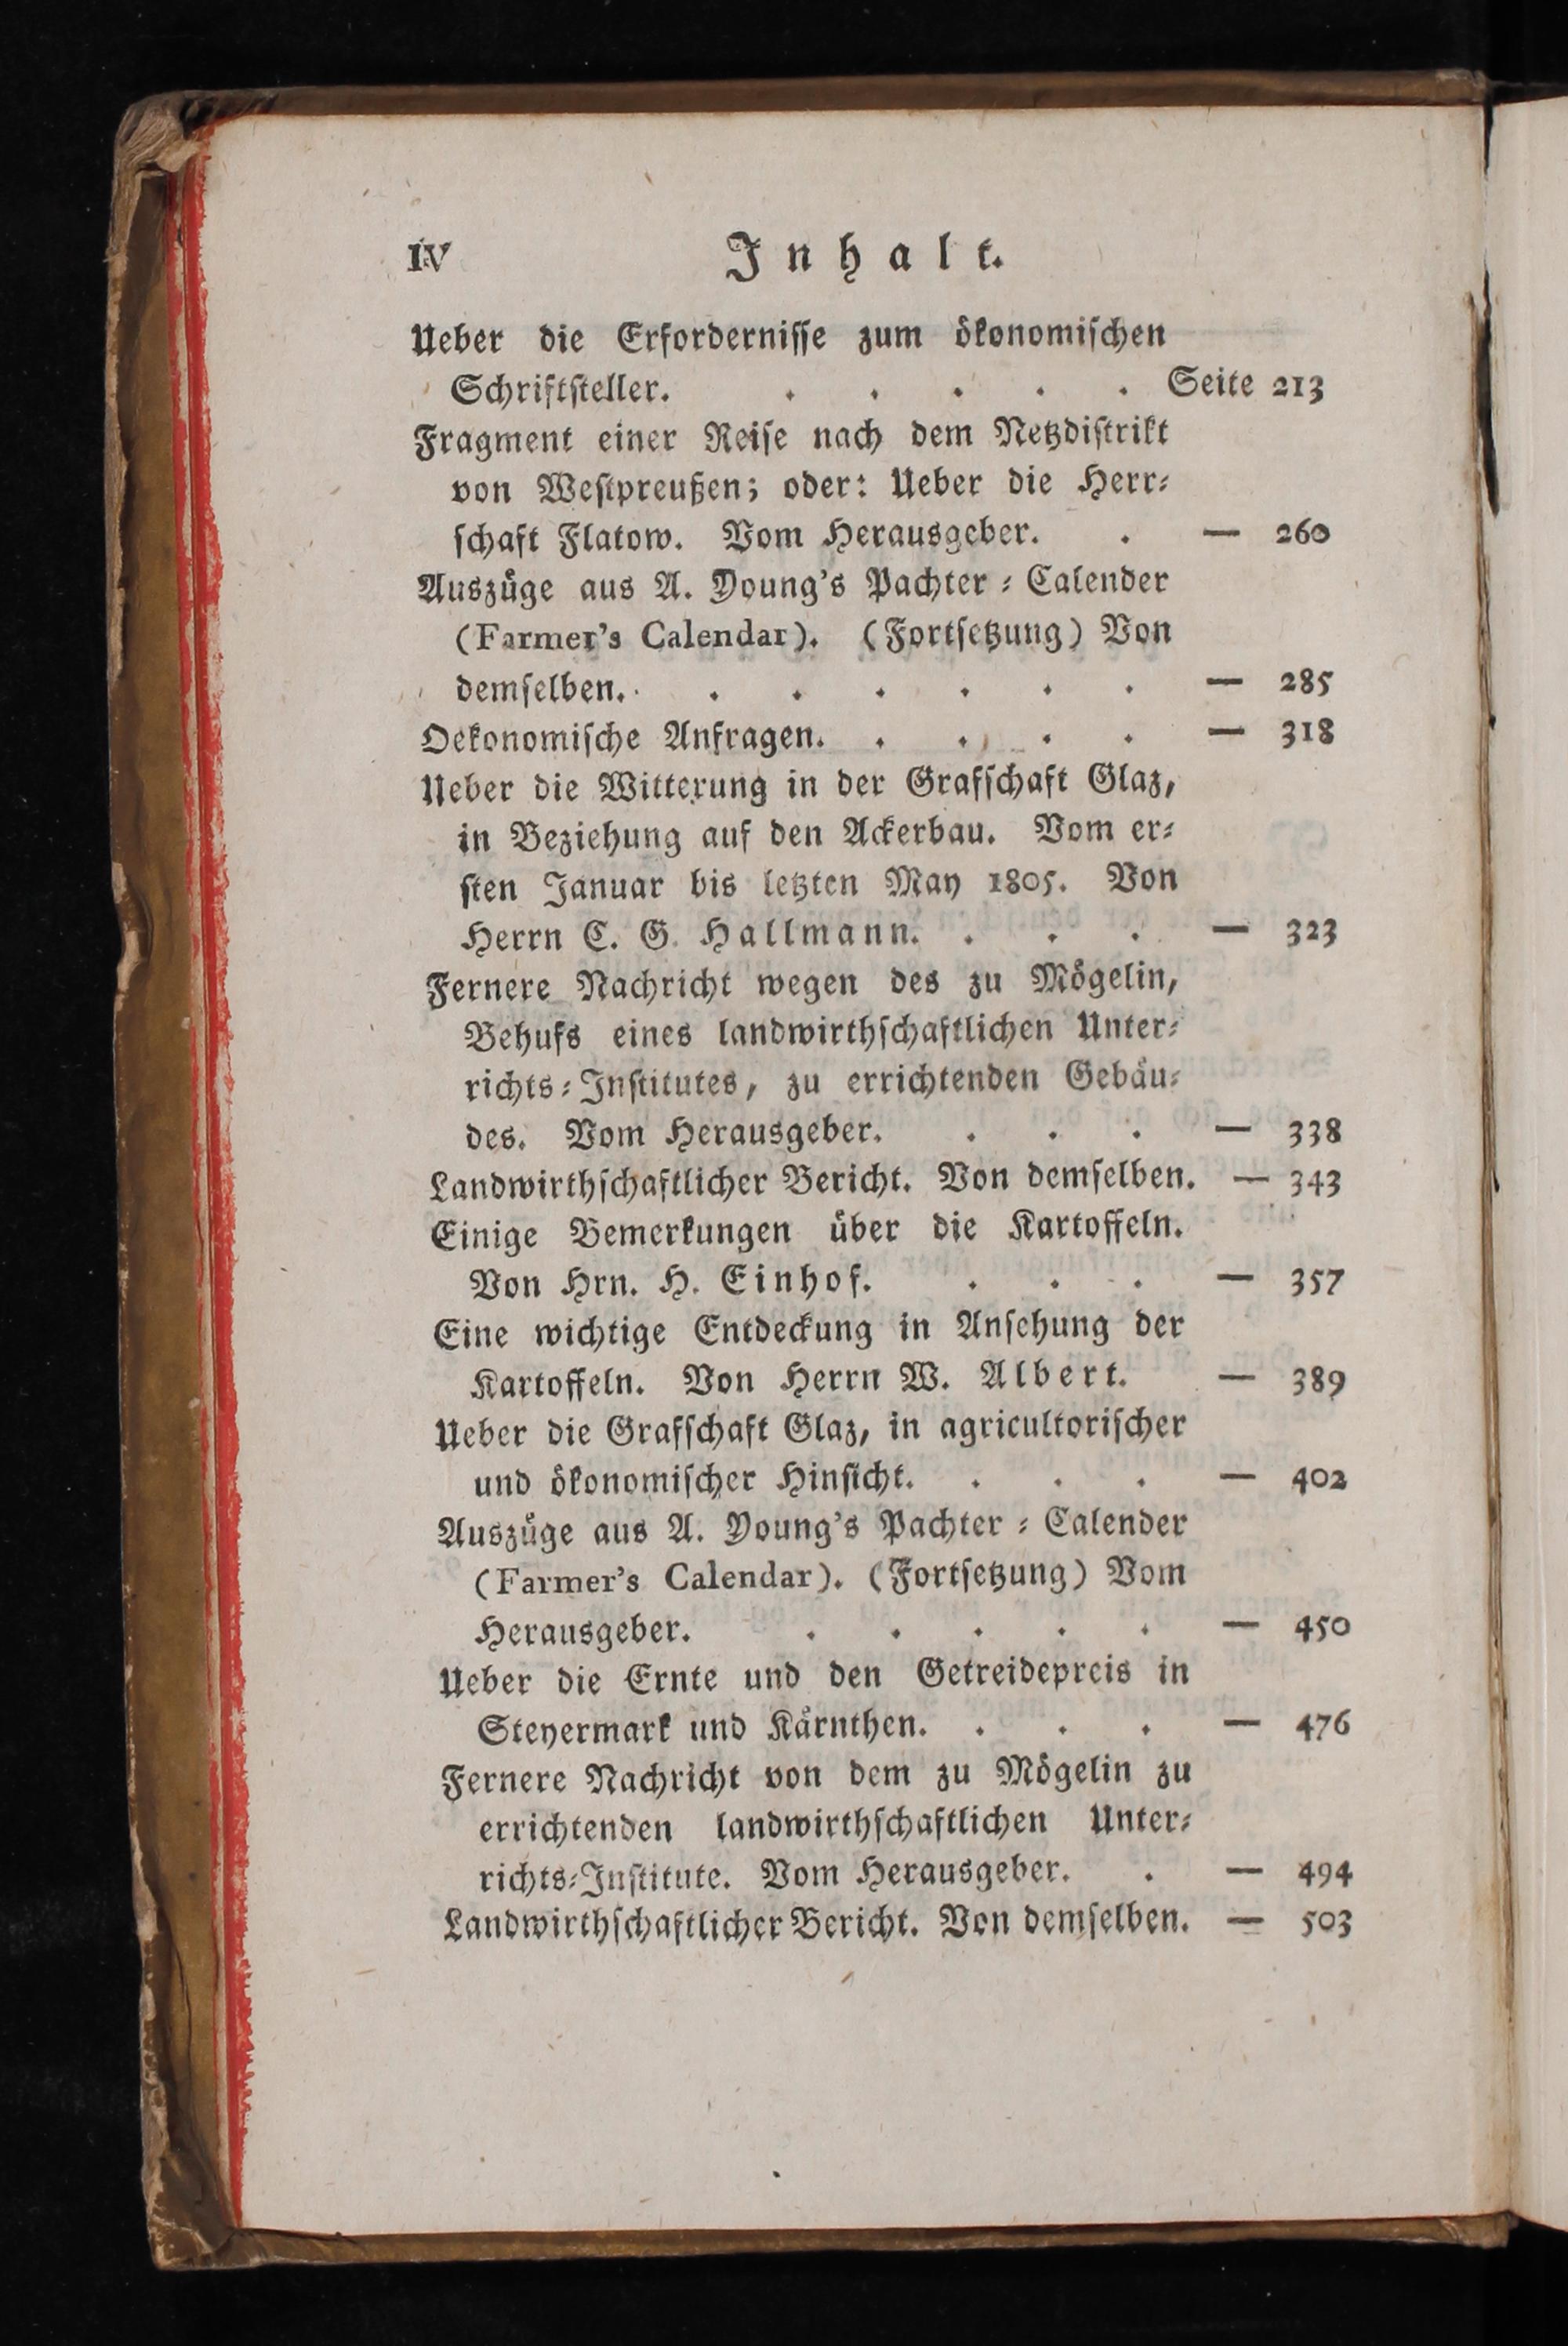 IV Inhalt.
Ueber die Erfordernisse zum ökonomischen
Schriftsteller. . . . . . Seite 213
Fragment einer Reise nach dem Netzdistrikt
von Westpreußen; oder: Ueber die Herr-
schaft Flatow. Vom Herausgeber. . — 260
Auszüge aus A. Young's Pachter-Calender
(Farmer's Calendar). (Fortsetzung) Von
demselben. . . . . . . — 285
Oekonomische Anfragen. . . . . — 318
Ueber die Witterung in der Grafschaft Glaz,
in Beziehung auf den Ackerbau. Vom er-
sten Januar bis letzten May 1805. Von
Herrn C. G. Hallmann. . . . — 323
Fernere Nachricht wegen des zu Mögelin,
Behufs eines landwirthschaftlichen Unter-
richts-Institutes, zu errichtenden Gebäu-
des. Vom Herausgeber. . . . — 338
Landwirthschaftlicher Bericht. Von demselben. — 343
Einige Bemerkungen über die Kartoffeln.
Von Hrn. H. Einhof. . . . — 357
Eine wichtige Entdeckung in Ansehung der
Kartoffeln. Von Herrn W. Albert. — 389
Ueber die Grafschaft Glaz, in agricultorischer
und ökonomischer Hinsicht. . . . — 402
Auszüge aus A. Young's Pachter-Calender
(Farmer's Calendar). (Fortsetzung) Vom
Herausgeber. . . . . . — 450
Ueber die Ernte und den Getreidepreis in
Steyermark und Kärnthen. . . . — 476
Fernere Nachricht von dem zu Mögelin zu
errichtenden landwirthschaftlichen Unter-
richts-Institute. Vom Herausgeber. . — 494
Landwirthschaftlicher Bericht. Von demselben. — 503